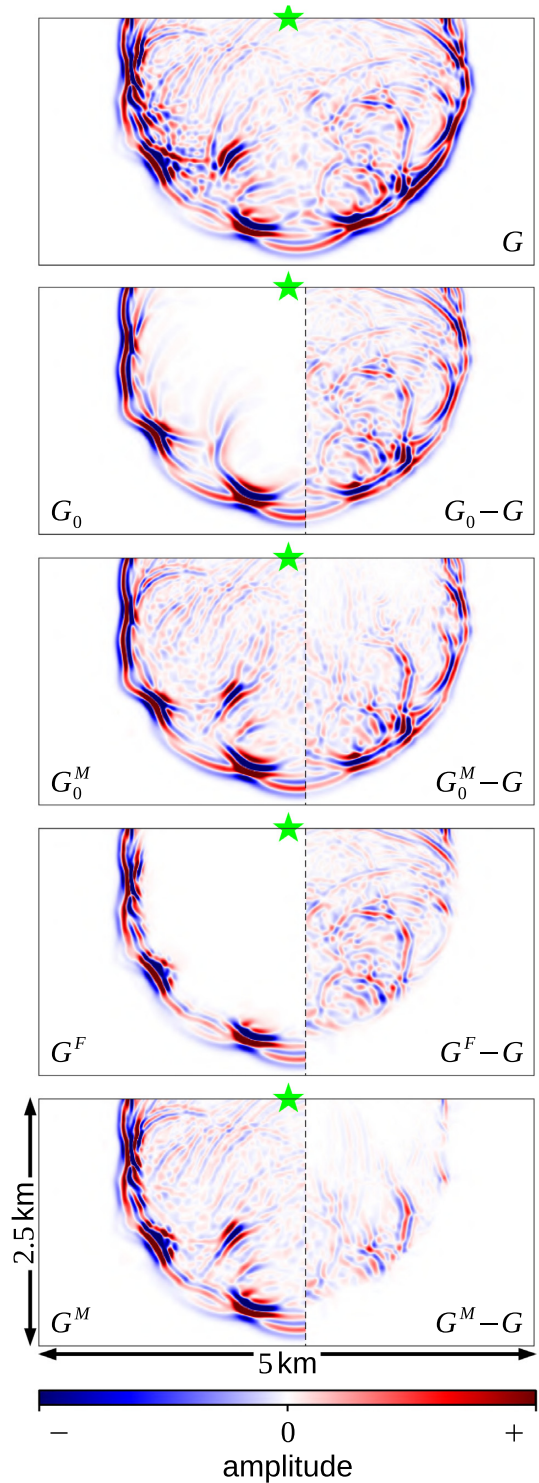 G
G₀
G₀−G
G₀ᴹ
G₀ᴹ−G
Gᶠ
Gᶠ−G
Gᴹ
Gᴹ−G
2.5 km
5 km
− 0 +
amplitude